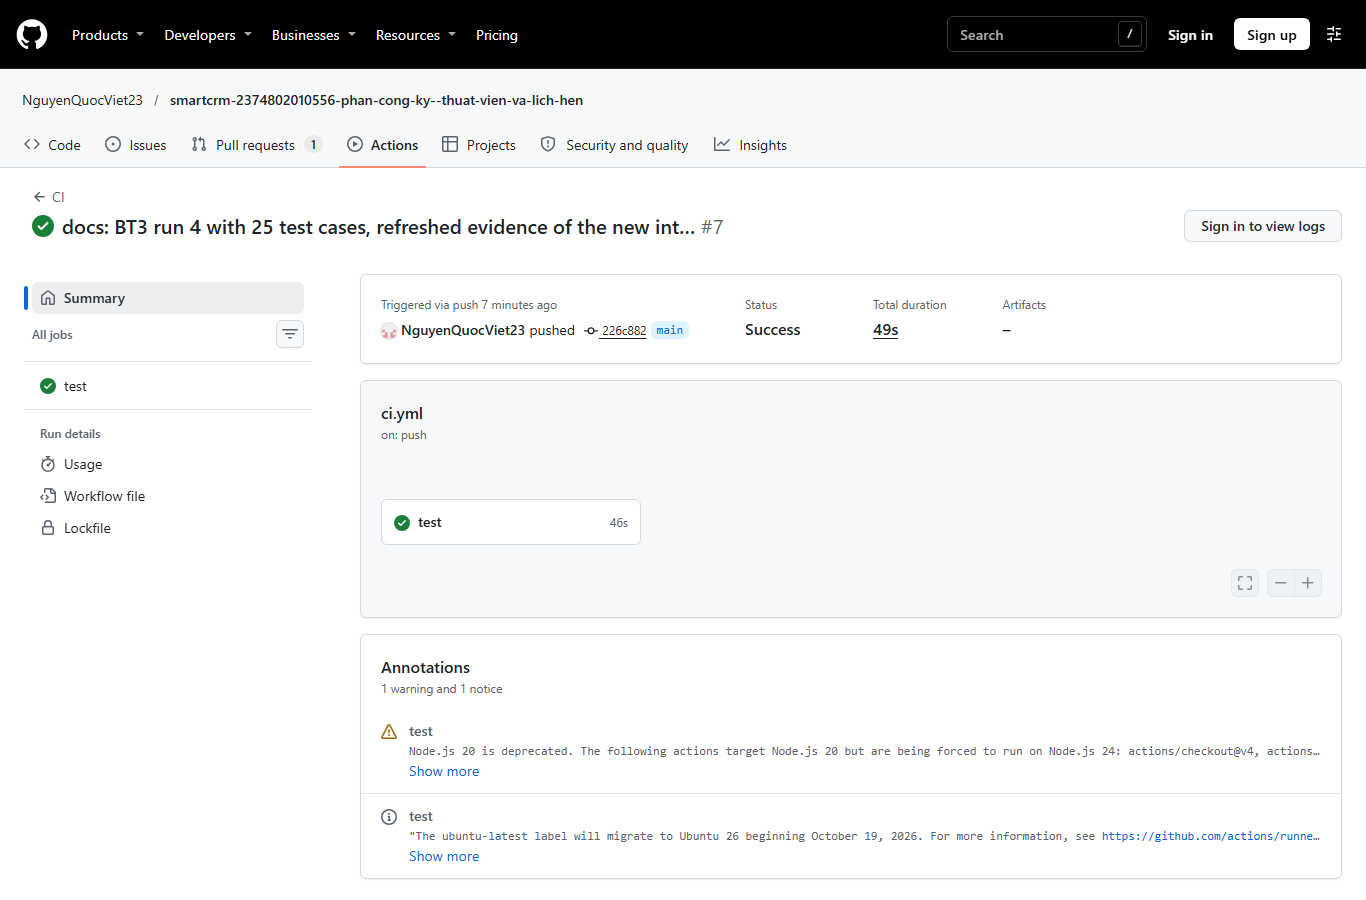 Products Developers Businesses Resources Pricing Search / Sign in Sign up
NguyenQuocViet23 / smartcrm-2374802010556-phan-cong-ky--thuat-vien-va-lich-hen
Code Issues Pull requests 1 Actions Projects Security and quality Insights
CI
docs: BT3 run 4 with 25 test cases, refreshed evidence of the new int... #7
Sign in to view logs
Summary
All jobs
test
Run details
Usage
Workflow file
Lockfile
Triggered via push 7 minutes ago
NguyenQuocViet23 pushed 226c882 main
Status
Success
Total duration
49s
Artifacts
–
ci.yml
on: push
test 46s
Annotations
1 warning and 1 notice
test
Node.js 20 is deprecated. The following actions target Node.js 20 but are being forced to run on Node.js 24: actions/checkout@v4, actions…
Show more
test
"The ubuntu-latest label will migrate to Ubuntu 26 beginning October 19, 2026. For more information, see https://github.com/actions/runne…
Show more